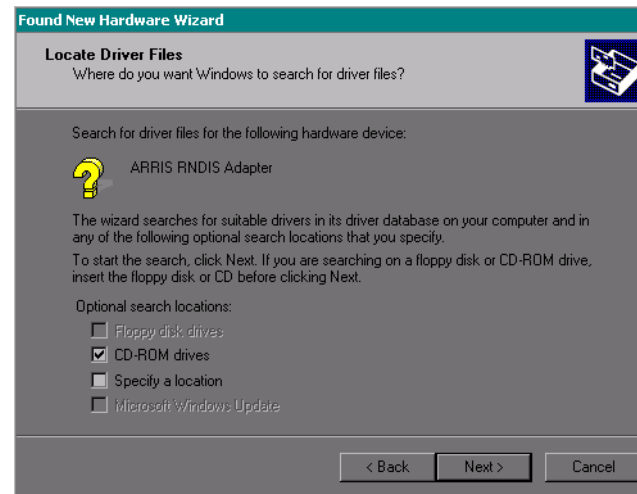 Found New Hardware Wizard
Locate Driver Files
Where do you want Windows to search for driver files?
Search for driver files for the following hardware device:
ARRIS RNDIS Adapter
The wizard searches for suitable drivers in its driver database on your computer and in
any of the following optional search locations that you specify.
To start the search, click Next. If you are searching on a floppy disk or CD-ROM drive,
insert the floppy disk or CD before clicking Next.
Optional search locations:
Floppy disk drives
CD-ROM drives
Specify a location
Microsoft Windows Update
< Back Next > Cancel